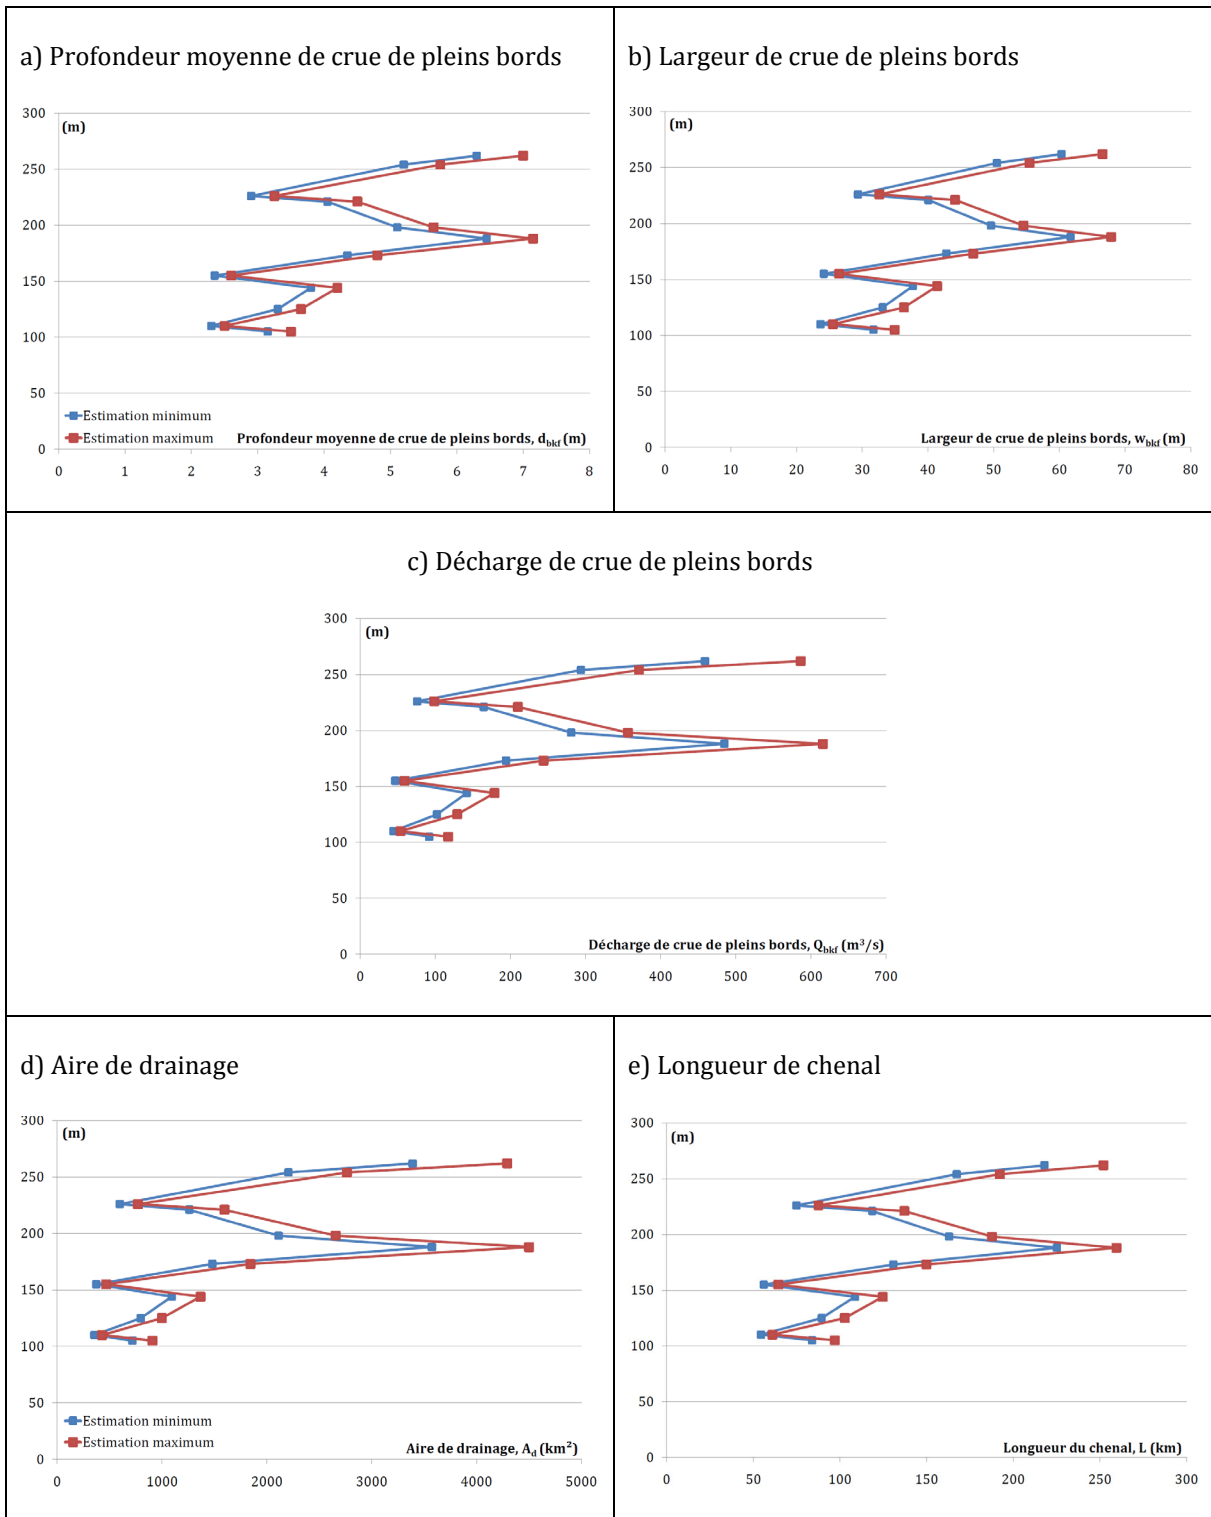 a) Profondeur moyenne de crue de pleins bords
300
(m)
250
200
150
100
50
Estimation minimum
Estimation maximum
Profondeur moyenne de crue de pleins bords, dbkf (m)
0
0 1 2 3 4 5 6 7 8
b) Largeur de crue de pleins bords
300
(m)
250
200
150
100
50
Largeur de crue de pleins bords, wbkf (m)
0
0 10 20 30 40 50 60 70 80
c) Décharge de crue de pleins bords
300
(m)
250
200
150
100
50
Décharge de crue de pleins bords, Qbkf (m³/s)
0
0 100 200 300 400 500 600 700
d) Aire de drainage
300
(m)
250
200
150
100
50
Estimation minimum
Estimation maximum
Aire de drainage, Ad (km²)
0
0 1000 2000 3000 4000 5000
e) Longueur de chenal
300
(m)
250
200
150
100
50
Longueur du chenal, L (km)
0
0 50 100 150 200 250 300